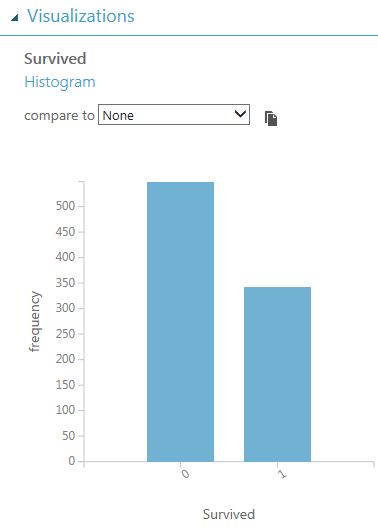 Visualizations
Survived
Histogram
compare to None
500
450
400
350
300
250
200
150
100
50
0
frequency
0
1
Survived